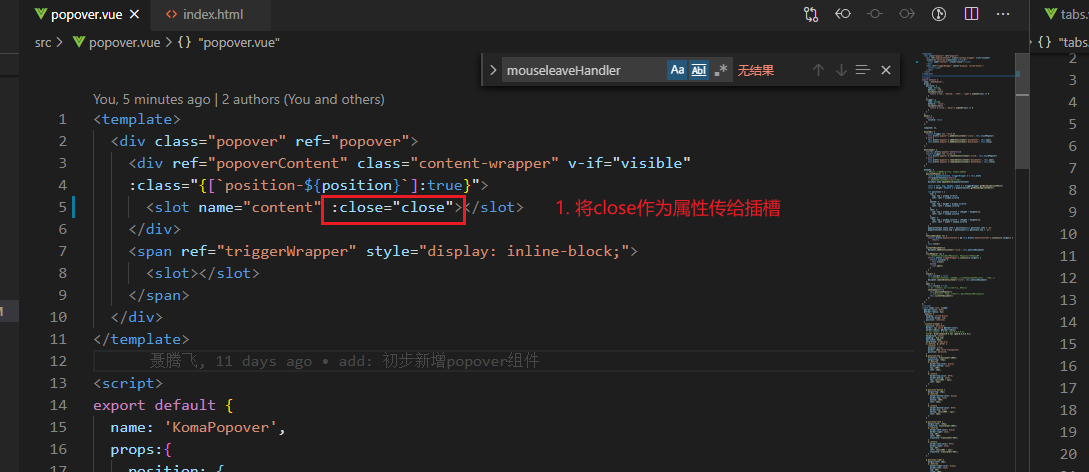 popover.vue
index.html
tabs.
src > popover.vue > {} "popover.vue"
{} "tabs.
mouseleaveHandler
Aa Abl .* 无结果
You, 5 minutes ago | 2 authors (You and others)
1 <template>
2 <div class="popover" ref="popover">
3 <div ref="popoverContent" class="content-wrapper" v-if="visible"
4 :class="{[`position-${position}`]:true}">
5 <slot name="content" :close="close"></slot>
1. 将close作为属性传给插槽
6 </div>
7 <span ref="triggerWrapper" style="display: inline-block;">
8 <slot></slot>
9 </span>
10 </div>
11 </template>
12 聂腾飞, 11 days ago • add: 初步新增popover组件
13 <script>
14 export default {
15 name: 'KomaPopover',
16 props:{
17 position: {
2
3
4
5
6
7
8
9
10
11
12
13
14
15
16
17
18
19
20